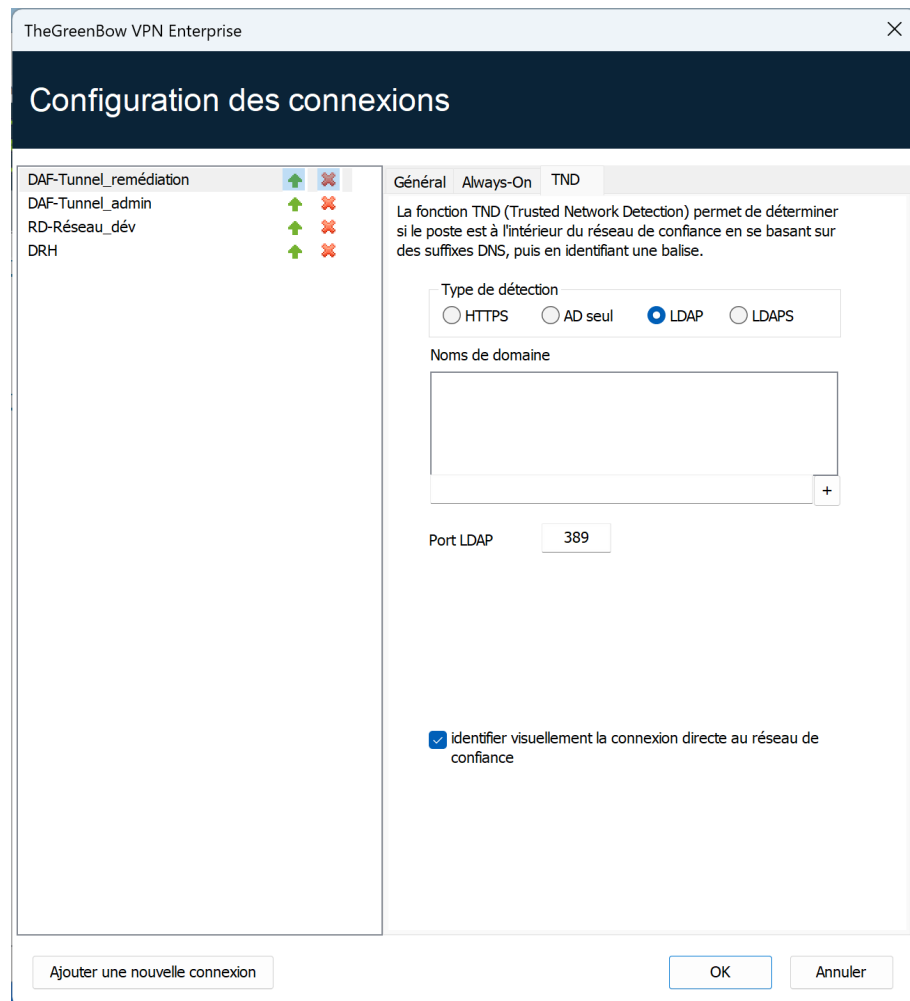 TheGreenBow VPN Enterprise
Configuration des connexions
DAF-Tunnel_remédiation
DAF-Tunnel_admin
RD-Réseau_dév
DRH
Général Always-On TND
La fonction TND (Trusted Network Detection) permet de déterminer
si le poste est à l'intérieur du réseau de confiance en se basant sur
des suffixes DNS, puis en identifiant une balise.
Type de détection
HTTPS AD seul LDAP LDAPS
Noms de domaine
+
Port LDAP 389
identifier visuellement la connexion directe au réseau de
confiance
Ajouter une nouvelle connexion OK Annuler